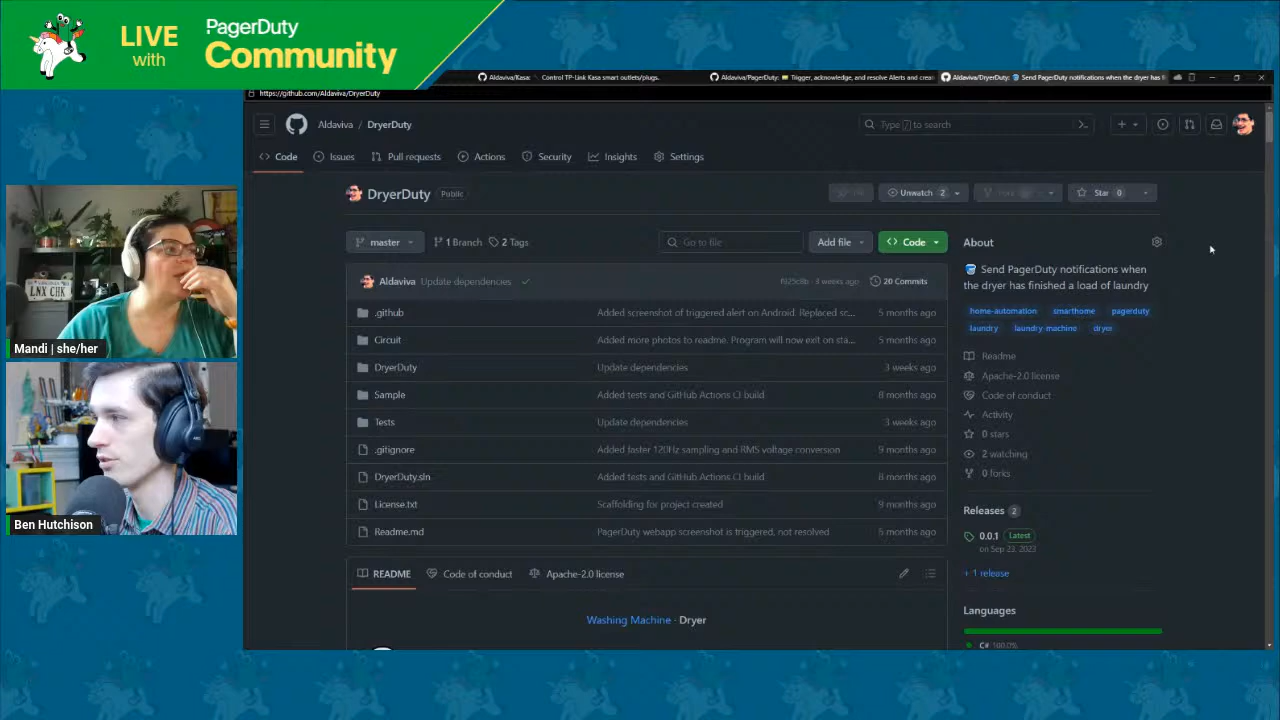 LIVE
with
PagerDuty
Community
Aldaviva/Kasa: Control TP-Link Kasa smart outlets/plugs.
Aldaviva/PagerDuty: Trigger, acknowledge, and resolve Alerts and crea
Aldaviva/DryerDuty: Send PagerDuty notifications when the dryer has f
https://github.com/Aldaviva/DryerDuty
Aldaviva / DryerDuty
Type / to search
Code
Issues
Pull requests
Actions
Security
Insights
Settings
DryerDuty Public
Unwatch 2
Star 0
master
1 Branch
2 Tags
Go to file
Add file
Code
Aldaviva Update dependencies
3 weeks ago
20 Commits
.github Added screenshot of triggered alert on Android. Replaced sc... 5 months ago
Circuit Added more photos to readme. Program will now exit on sta... 5 months ago
DryerDuty Update dependencies 3 weeks ago
Sample Added tests and GitHub Actions CI build 8 months ago
Tests Update dependencies 3 weeks ago
.gitignore Added faster 120Hz sampling and RMS voltage conversion 9 months ago
DryerDuty.sln Added tests and GitHub Actions CI build 8 months ago
License.txt Scaffolding for project created 9 months ago
Readme.md PagerDuty webapp screenshot is triggered, not resolved 5 months ago
README
Code of conduct
Apache-2.0 license
Washing Machine · Dryer
About
Send PagerDuty notifications when
the dryer has finished a load of laundry
home-automation smarthome pagerduty
laundry laundry-machine dryer
Readme
Apache-2.0 license
Code of conduct
Activity
0 stars
2 watching
0 forks
Releases 2
0.0.1 Latest
on Sep 23, 2023
+ 1 release
Languages
C# 100.0%
LNX CHK
Mandi | she/her
Ben Hutchison